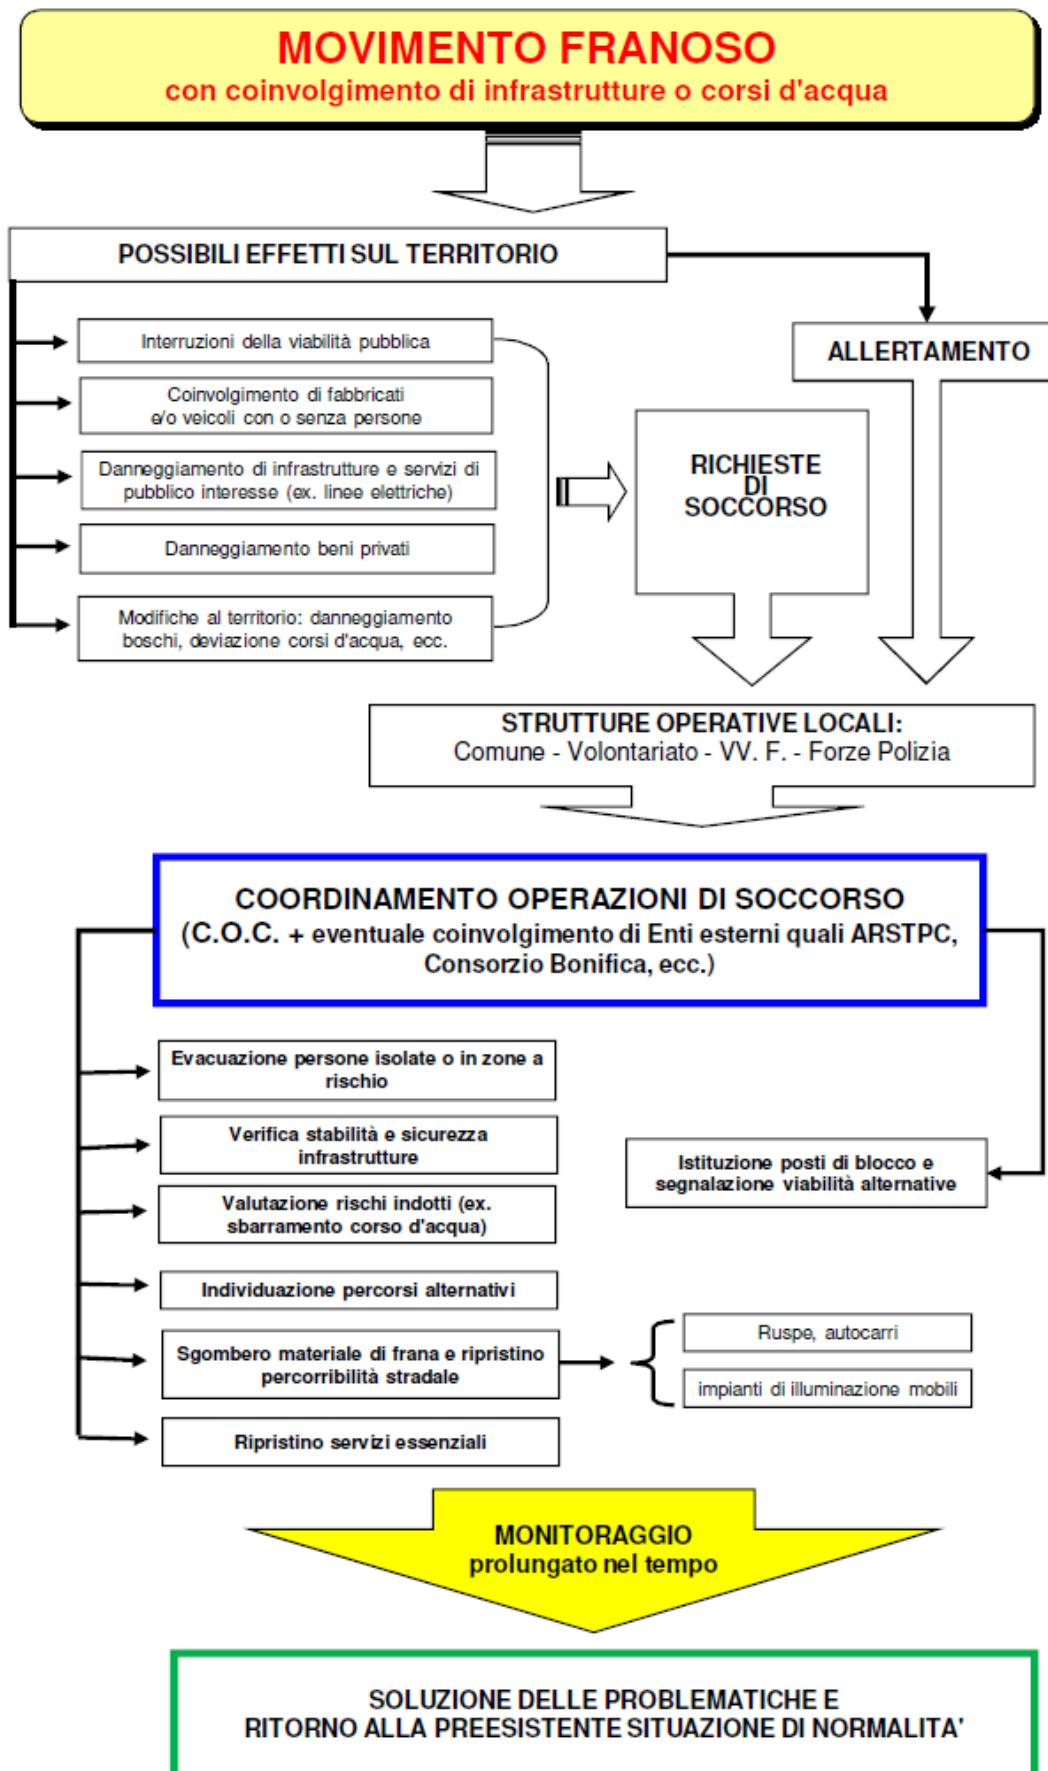 MOVIMENTO FRANOSO
con coinvolgimento di infrastrutture o corsi d'acqua
POSSIBILI EFFETTI SUL TERRITORIO
Interruzioni della viabilità pubblica
Coinvolgimento di fabbricati
e/o veicoli con o senza persone
Danneggiamento di infrastrutture e servizi di
pubblico interesse (ex. linee elettriche)
Danneggiamento beni privati
Modifiche al territorio: danneggiamento
boschi, deviazione corsi d'acqua, ecc.
ALLERTAMENTO
RICHIESTE
DI
SOCCORSO
STRUTTURE OPERATIVE LOCALI:
Comune - Volontariato - VV. F. - Forze Polizia
COORDINAMENTO OPERAZIONI DI SOCCORSO
(C.O.C. + eventuale coinvolgimento di Enti esterni quali ARSTPC,
Consorzio Bonifica, ecc.)
Evacuazione persone isolate o in zone a
rischio
Verifica stabilità e sicurezza
infrastrutture
Valutazione rischi indotti (ex.
sbarramento corso d'acqua)
Individuazione percorsi alternativi
Sgombero materiale di frana e ripristino
percorribilità stradale
Ripristino servizi essenziali
Istituzione posti di blocco e
segnalazione viabilità alternative
Ruspe, autocarri
impianti di illuminazione mobili
MONITORAGGIO
prolungato nel tempo
SOLUZIONE DELLE PROBLEMATICHE E
RITORNO ALLA PREESISTENTE SITUAZIONE DI NORMALITA'